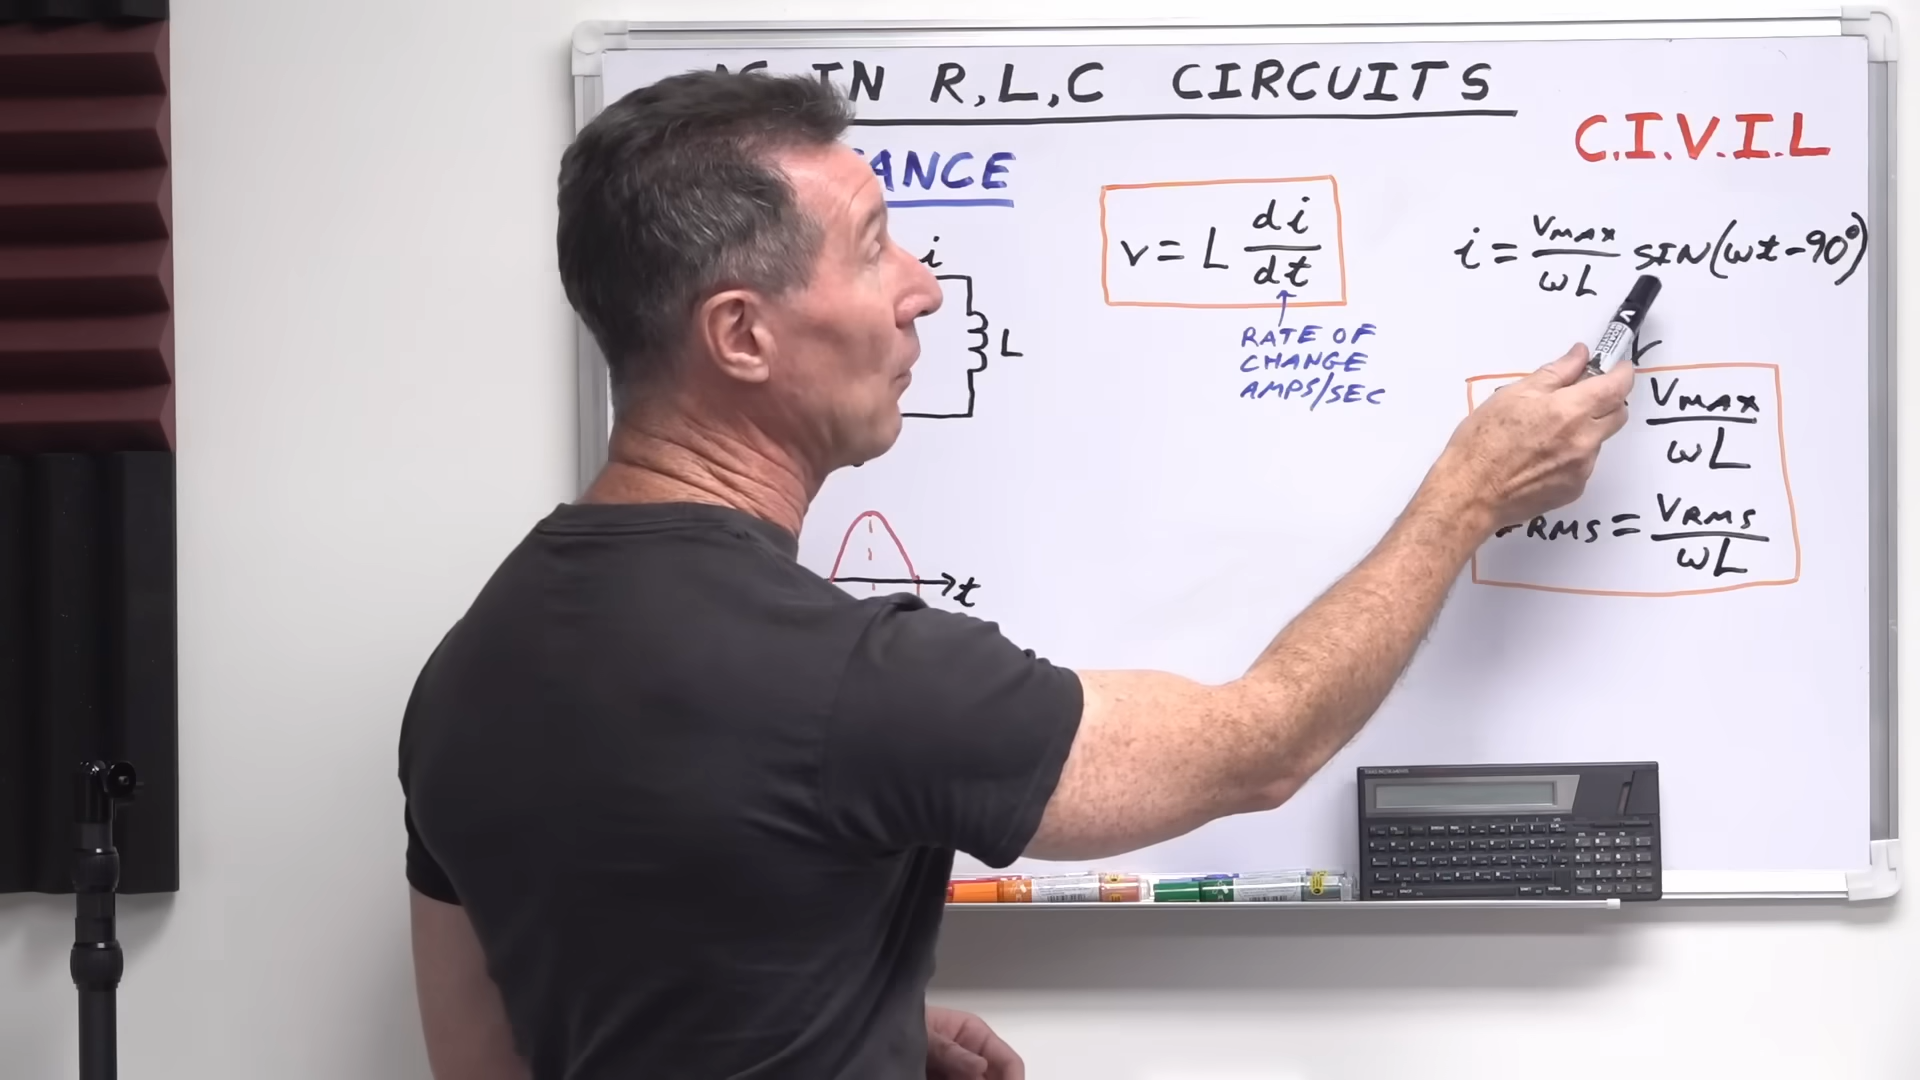 IN R,L,C CIRCUITS
C.I.V.I.L
ANCE
i
L
v = L di/dt
RATE OF
CHANGE
AMPS/SEC
i = VMAX/ωL SIN(ωt-90°)
VMAX/ωL
RMS = VRMS/ωL
t